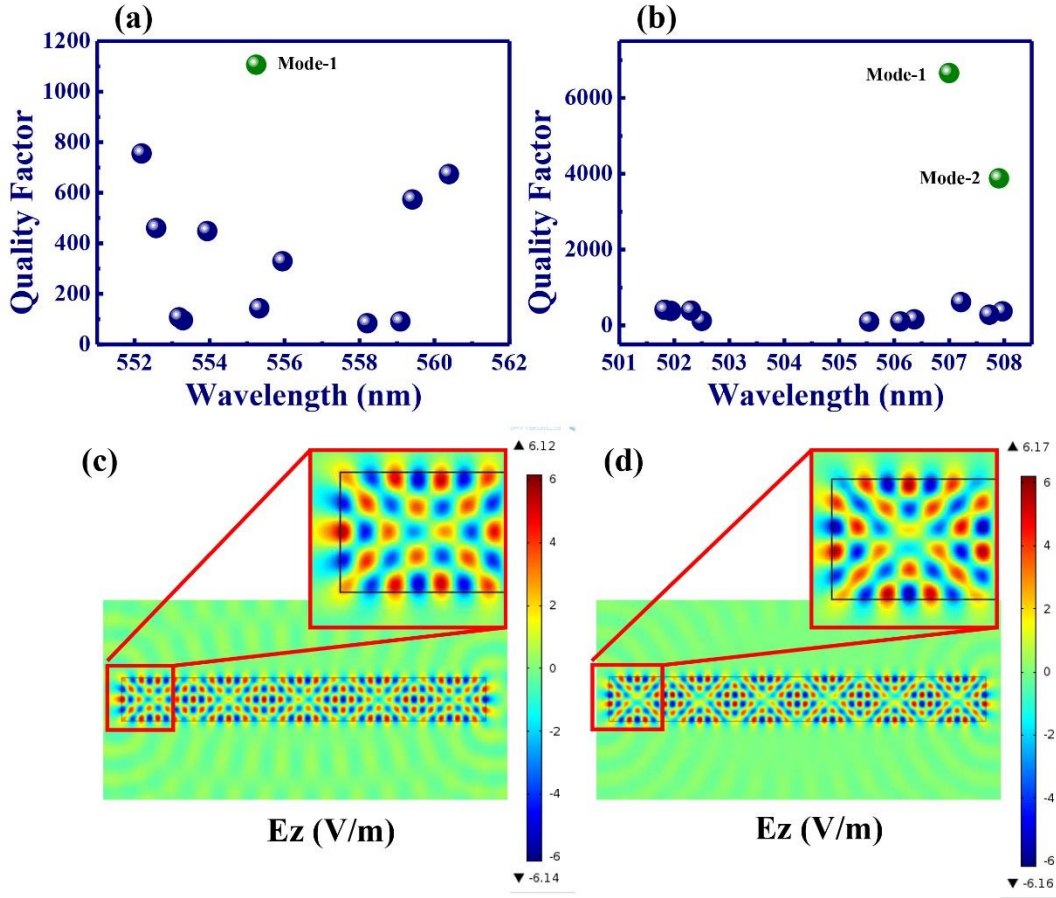 (a)
1200
1000
800
600
400
200
0
Mode-1
Quality Factor
552 554 556 558 560 562
Wavelength (nm)
(b)
6000
4000
2000
0
Mode-1
Mode-2
Quality Factor
501 502 503 504 505 506 507 508
Wavelength (nm)
(c)
▲ 6.12
6
4
2
0
-2
-4
-6
▼ -6.14
Ez (V/m)
(d)
▲ 6.17
6
4
2
0
-2
-4
-6
▼ -6.16
Ez (V/m)